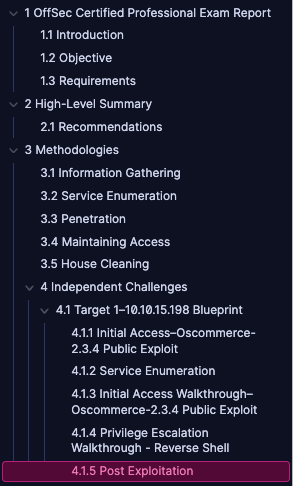 1 OffSec Certified Professional Exam Report
1.1 Introduction
1.2 Objective
1.3 Requirements
2 High-Level Summary
2.1 Recommendations
3 Methodologies
3.1 Information Gathering
3.2 Service Enumeration
3.3 Penetration
3.4 Maintaining Access
3.5 House Cleaning
4 Independent Challenges
4.1 Target 1–10.10.15.198 Blueprint
4.1.1 Initial Access–Oscommerce-
2.3.4 Public Exploit
4.1.2 Service Enumeration
4.1.3 Initial Access Walkthrough–
Oscommerce-2.3.4 Public Exploit
4.1.4 Privilege Escalation
Walkthrough - Reverse Shell
4.1.5 Post Exploitation